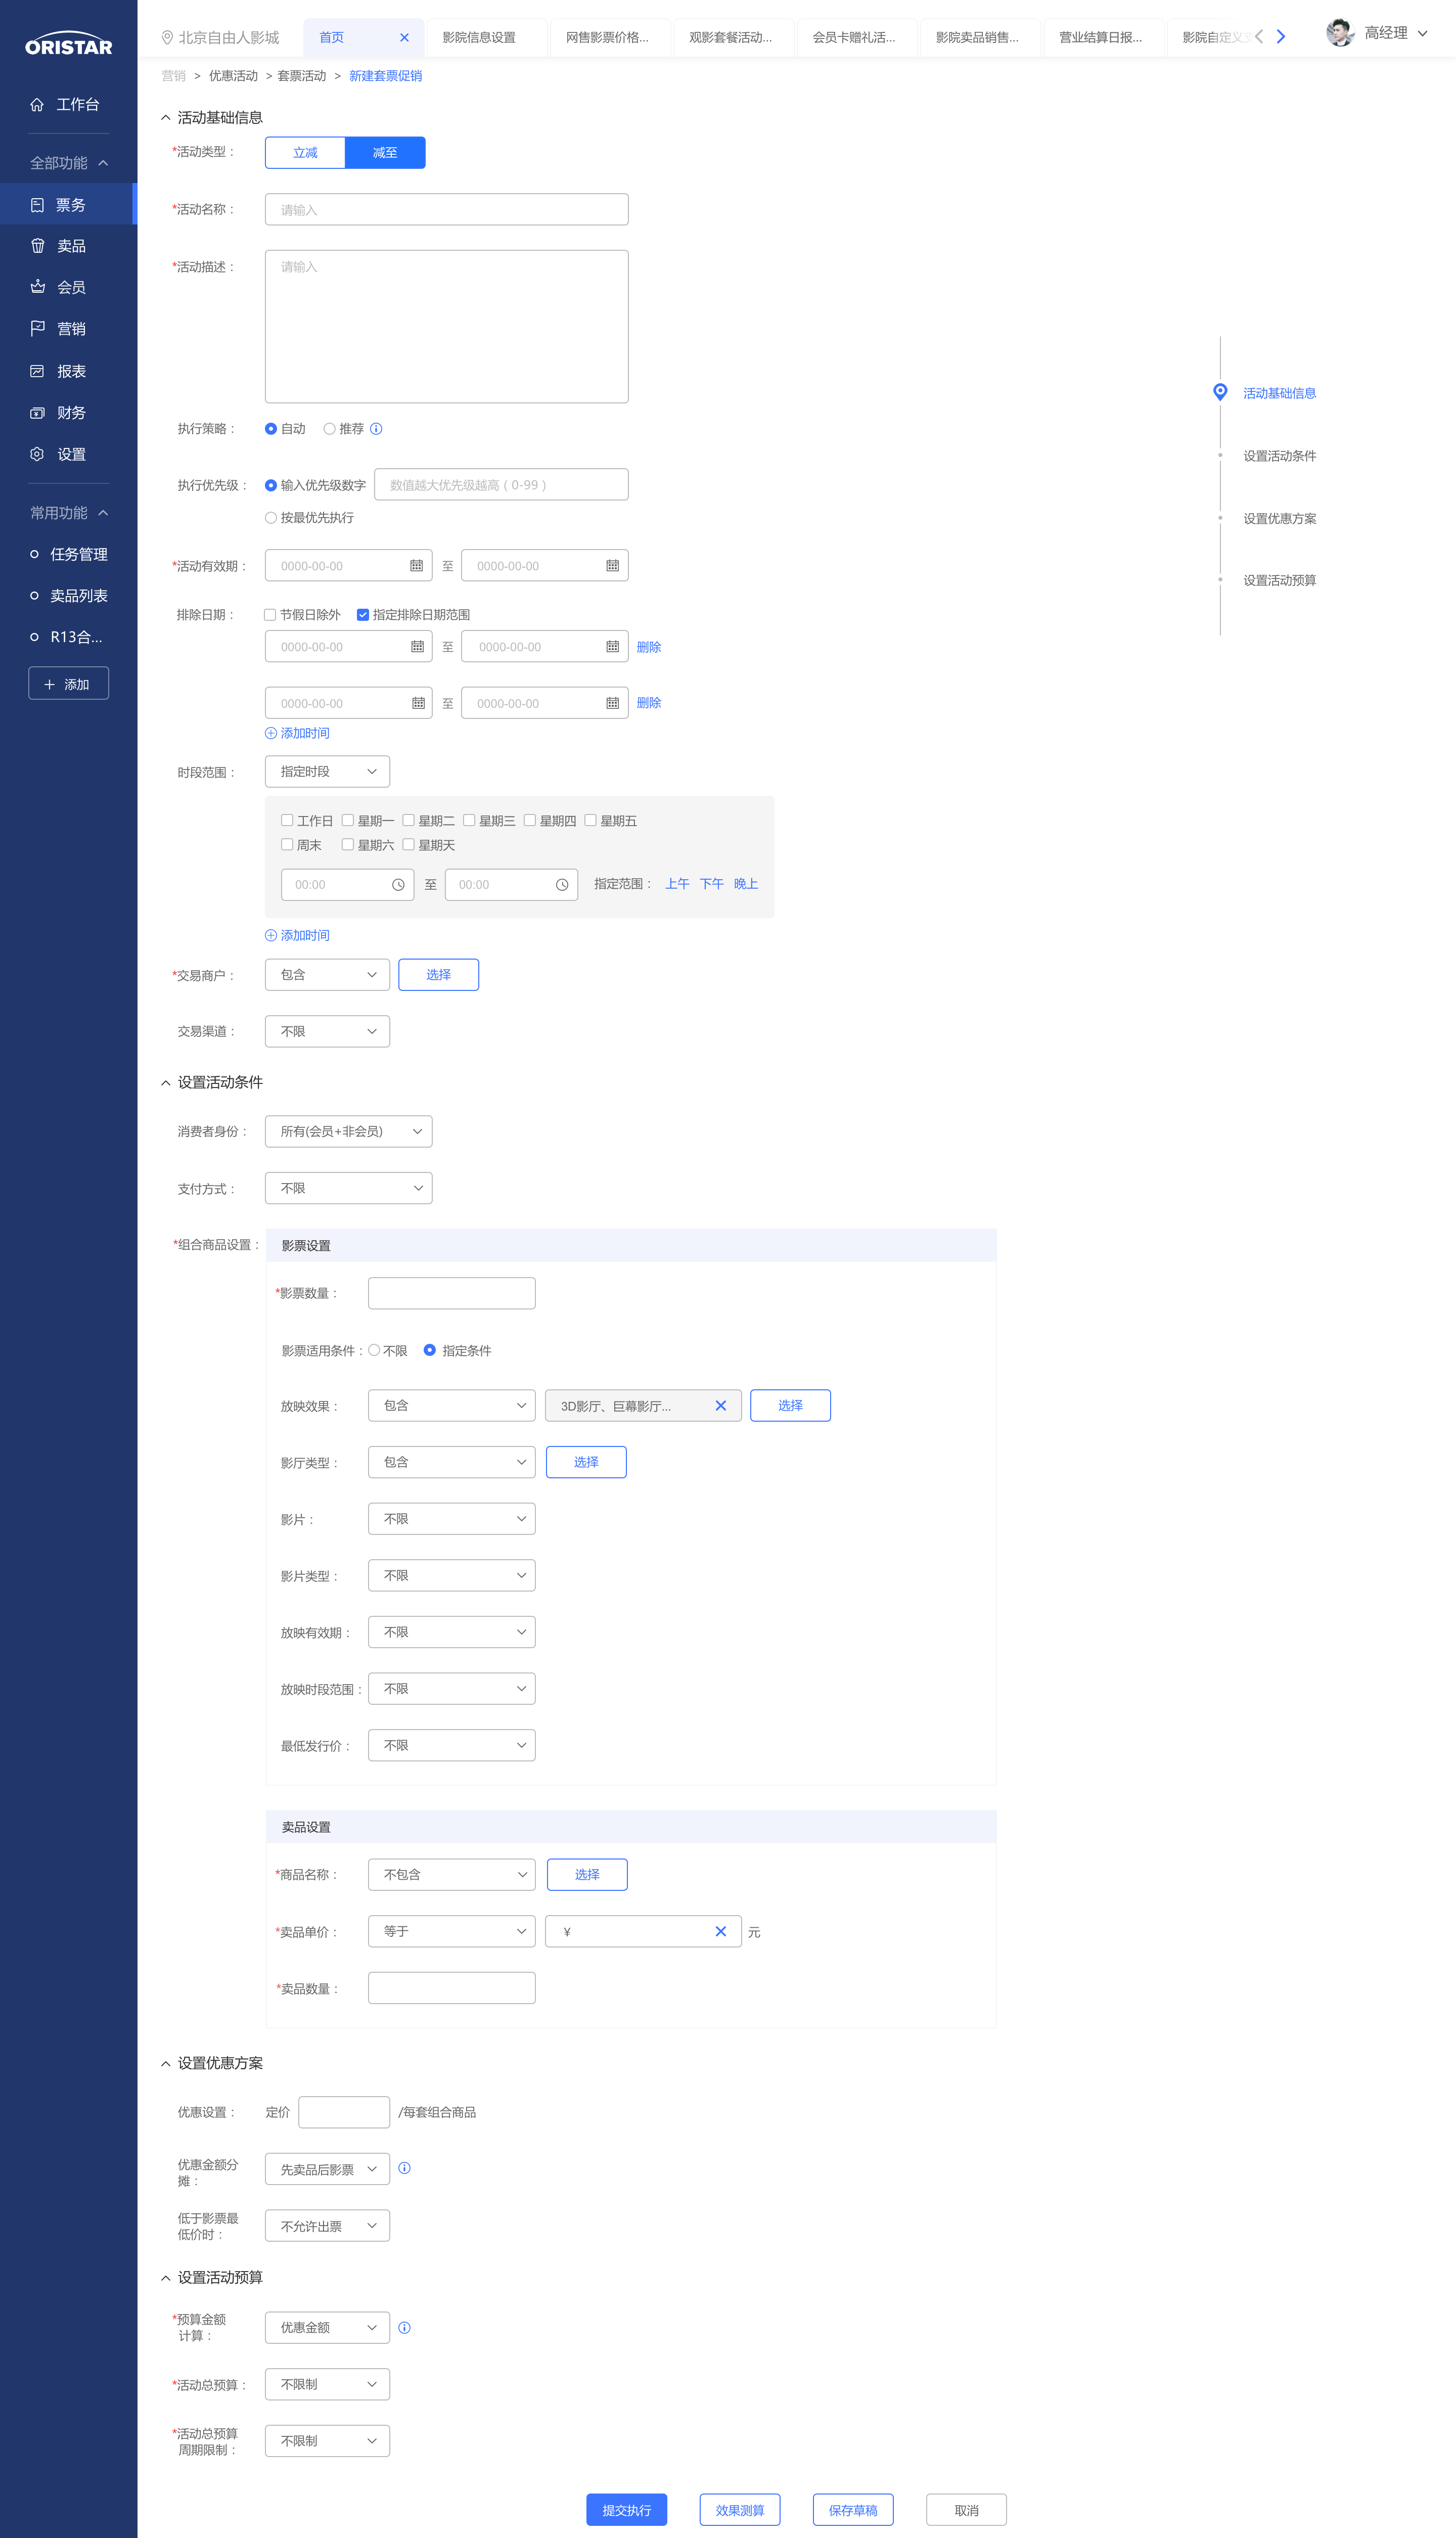 ORISTAR
工作台
全部功能
票务
卖品
会员
营销
报表
财务
设置
常用功能
任务管理
卖品列表
R13合...
添加
北京自由人影城
首页
影院信息设置
网售影票价格...
观影套餐活动...
会员卡赠礼活...
影院卖品销售...
营业结算日报...
影院自定义
高经理
营销 > 优惠活动 > 套票活动 > 新建套票促销
活动基础信息
*活动类型：
立减 减至
*活动名称：
请输入
*活动描述：
请输入
执行策略：
自动 推荐
执行优先级：
输入优先级数字
数值越大优先级越高（0-99）
按最优先执行
*活动有效期：
0000-00-00 至 0000-00-00
排除日期：
节假日除外 指定排除日期范围
0000-00-00 至 0000-00-00 删除
0000-00-00 至 0000-00-00 删除
添加时间
时段范围：
指定时段
工作日 星期一 星期二 星期三 星期四 星期五
周末 星期六 星期天
00:00 至 00:00 指定范围： 上午 下午 晚上
添加时间
*交易商户：
包含 选择
交易渠道：
不限
设置活动条件
消费者身份：
所有(会员+非会员)
支付方式：
不限
*组合商品设置：
影票设置
*影票数量：
影票适用条件： 不限 指定条件
放映效果： 包含 3D影厅、巨幕影厅... 选择
影厅类型： 包含 选择
影片： 不限
影片类型： 不限
放映有效期： 不限
放映时段范围： 不限
最低发行价： 不限
卖品设置
*商品名称： 不包含 选择
*卖品单价： 等于 ¥ 元
*卖品数量：
设置优惠方案
优惠设置： 定价 /每套组合商品
优惠金额分
摊：
先卖品后影票
低于影票最
低价时：
不允许出票
设置活动预算
*预算金额
计算：
优惠金额
*活动总预算：
不限制
*活动总预算
周期限制：
不限制
提交执行 效果测算 保存草稿 取消
活动基础信息
设置活动条件
设置优惠方案
设置活动预算